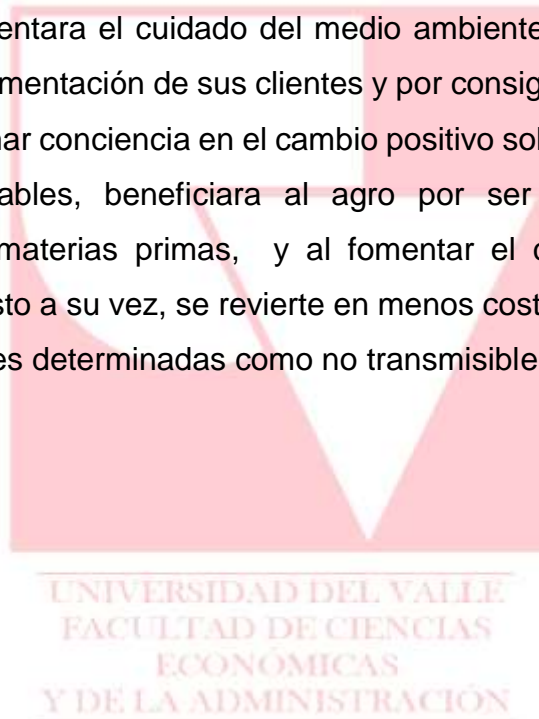 entara el cuidado del medio ambiente
mentación de sus clientes y por consig
ar conciencia en el cambio positivo sol
ables, beneficiara al agro por ser
materias primas, y al fomentar el
sto a su vez, se revierte en menos cost
es determinadas como no transmisible
UNIVERSIDAD DEL VALLE
FACULTAD DE CIENCIAS
ECONÓMICAS
Y DE LA ADMINISTRACIÓN